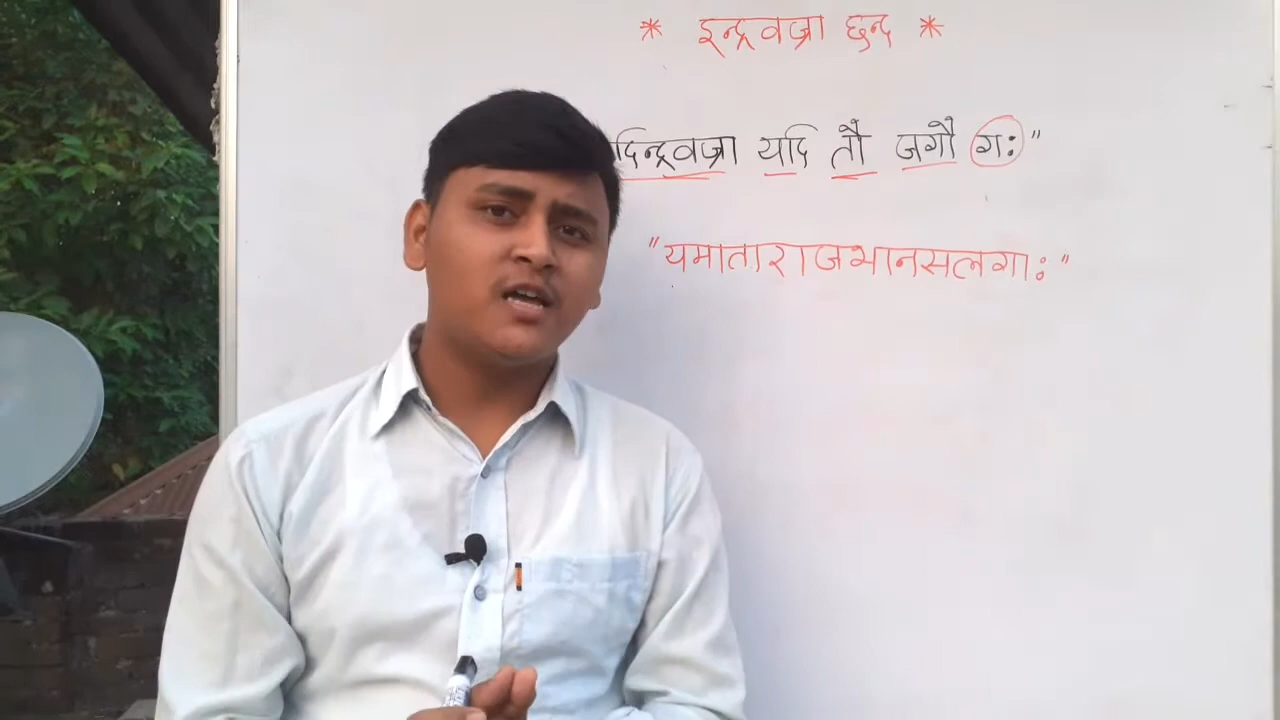 * इन्द्रवज्रा छन्द *
दिन्द्रवज्रा यदि तौ जगौ गः"
"यमाताराजभानसलगाः"